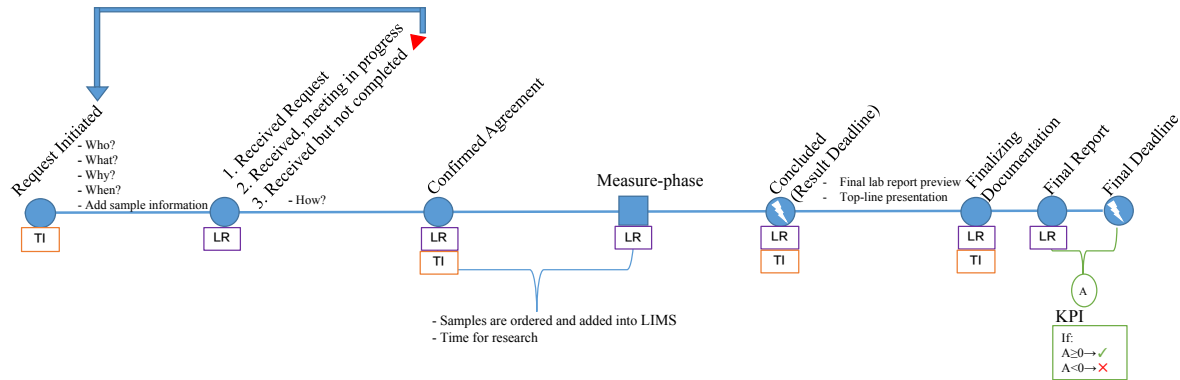 Request Initiated
- Who?
- What?
- Why?
- When?
- Add sample information
TI
1. Received Request
2. Received, meeting in progress
3. Received but not completed
- How?
LR
Confirmed Agreement
LR
TI
- Samples are ordered and added into LIMS
- Time for research
Measure-phase
LR
Concluded
(Result Deadline)
- Final lab report preview
- Top-line presentation
LR
TI
Finalizing
Documentation
LR
TI
Final Report
LR
Final Deadline
A
KPI
If:
A≥0→✓
A<0→✕